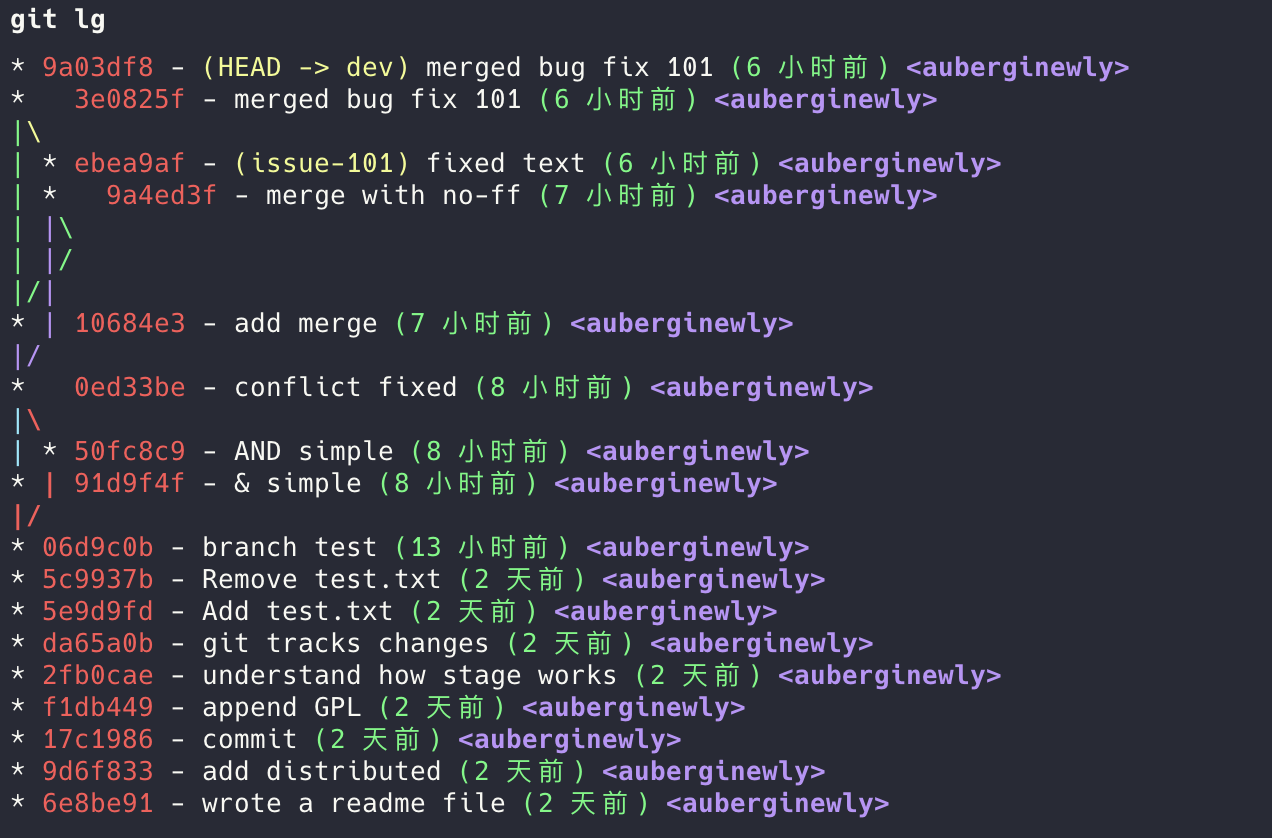 git lg
* 9a03df8 - (HEAD -> dev) merged bug fix 101 (6 小时前) <auberginewly>
*   3e0825f - merged bug fix 101 (6 小时前) <auberginewly>
|\
| * ebea9af - (issue-101) fixed text (6 小时前) <auberginewly>
| *   9a4ed3f - merge with no-ff (7 小时前) <auberginewly>
| |\
| |/
|/|
* | 10684e3 - add merge (7 小时前) <auberginewly>
|/
*   0ed33be - conflict fixed (8 小时前) <auberginewly>
|\
| * 50fc8c9 - AND simple (8 小时前) <auberginewly>
* | 91d9f4f - & simple (8 小时前) <auberginewly>
|/
* 06d9c0b - branch test (13 小时前) <auberginewly>
* 5c9937b - Remove test.txt (2 天前) <auberginewly>
* 5e9d9fd - Add test.txt (2 天前) <auberginewly>
* da65a0b - git tracks changes (2 天前) <auberginewly>
* 2fb0cae - understand how stage works (2 天前) <auberginewly>
* f1db449 - append GPL (2 天前) <auberginewly>
* 17c1986 - commit (2 天前) <auberginewly>
* 9d6f833 - add distributed (2 天前) <auberginewly>
* 6e8be91 - wrote a readme file (2 天前) <auberginewly>